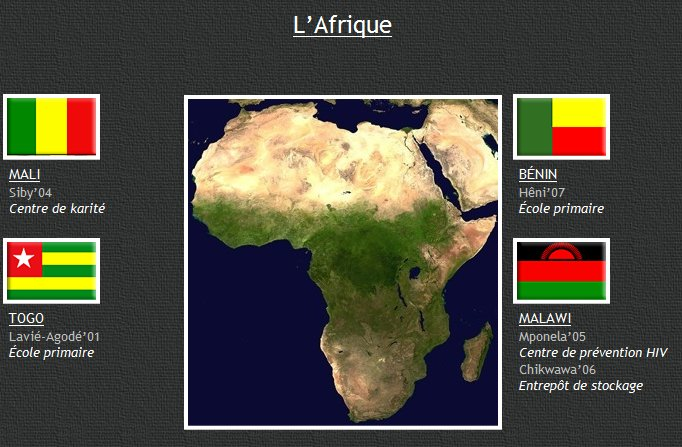 L’Afrique
MALI
Siby’04
Centre de karité
TOGO
Lavié-Agodé’01
École primaire
BÉNIN
Hêni’07
École primaire
MALAWI
Mponela’05
Centre de prévention HIV
Chikwawa’06
Entrepôt de stockage